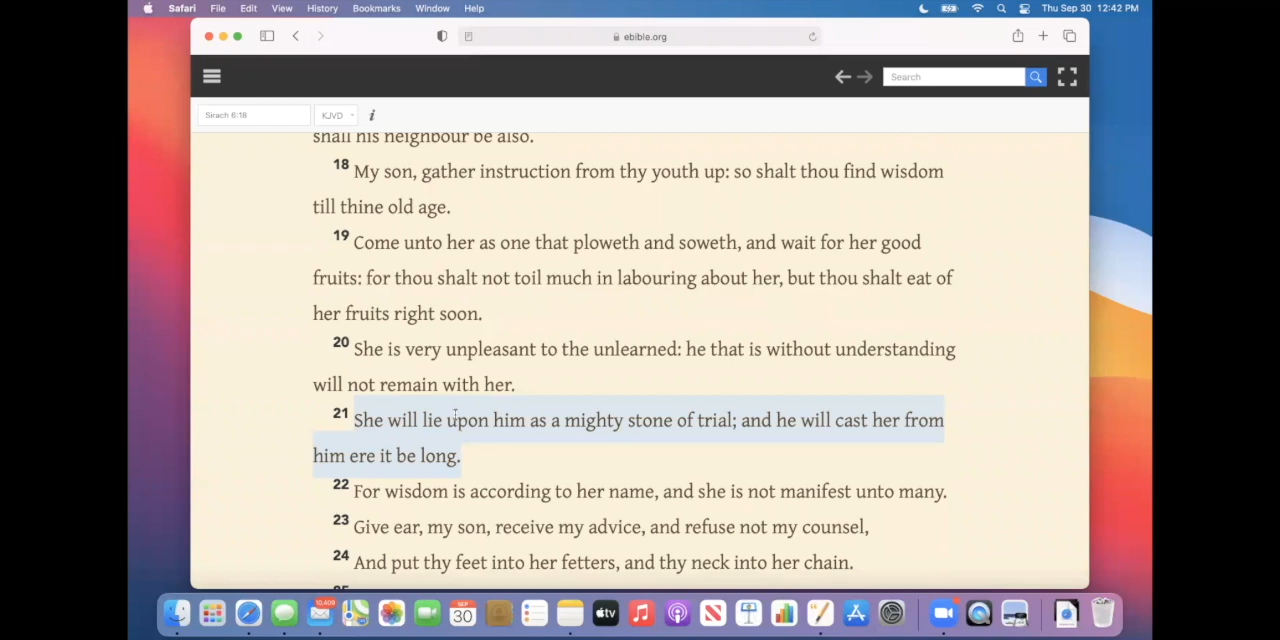 Safari File Edit View History Bookmarks Window Help Thu Sep 30 12:42 PM
ebible.org
Search
Sirach 6:18 KJVD i
shall his neighbour be also.
18 My son, gather instruction from thy youth up: so shalt thou find wisdom
till thine old age.
19 Come unto her as one that ploweth and soweth, and wait for her good
fruits: for thou shalt not toil much in labouring about her, but thou shalt eat of
her fruits right soon.
20 She is very unpleasant to the unlearned: he that is without understanding
will not remain with her.
21 She will lie upon him as a mighty stone of trial; and he will cast her from
him ere it be long.
22 For wisdom is according to her name, and she is not manifest unto many.
23 Give ear, my son, receive my advice, and refuse not my counsel,
24 And put thy feet into her fetters, and thy neck into her chain.
10,409 SEP 30 tv